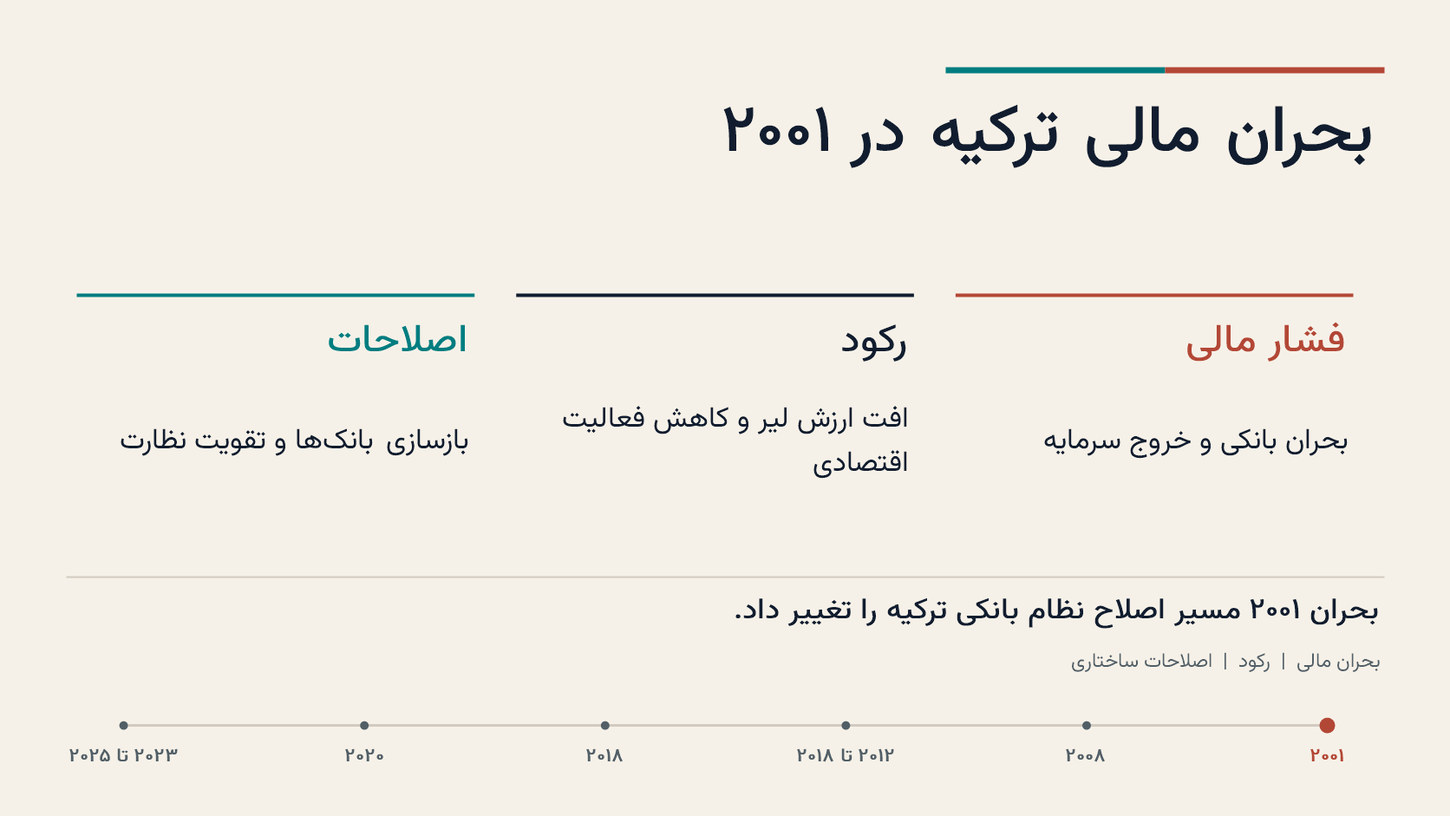 بحران مالی ترکیه در ۲۰۰۱
فشار مالی
بحران بانکی و خروج سرمایه
رکود
افت ارزش لیر و کاهش فعالیت
اقتصادی
اصلاحات
بازسازی بانک‌ها و تقویت نظارت
بحران ۲۰۰۱ مسیر اصلاح نظام بانکی ترکیه را تغییر داد.
بحران مالی | رکود | اصلاحات ساختاری
۲۰۰۱
۲۰۰۸
۲۰۱۲ تا ۲۰۱۸
۲۰۱۸
۲۰۲۰
۲۰۲۳ تا ۲۰۲۵